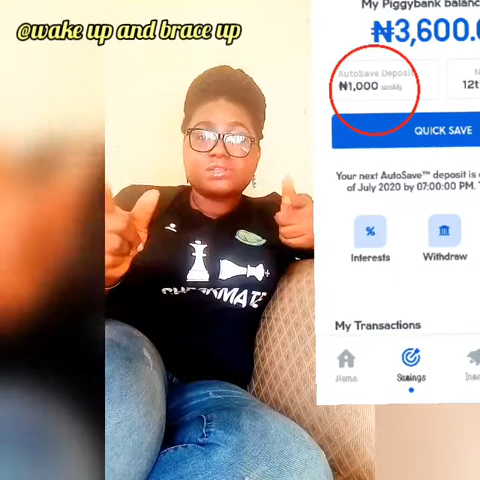 @wake up and brace up
My Piggybank balanc
₦3,600.0
AutoSave Deposit
₦1,000 weekly
N
12t
QUICK SAVE
Your next AutoSave™ deposit is
of July 2020 by 07:00:00 PM.
Interests
Withdraw
My Transactions
Home
Savings
CHECKMATE